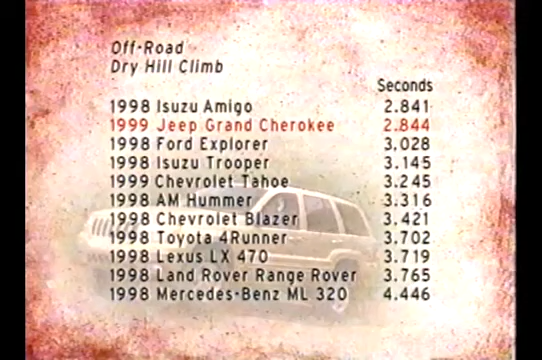 Off-Road
Dry Hill Climb
Seconds
1998 Isuzu Amigo 2.841
1999 Jeep Grand Cherokee 2.844
1998 Ford Explorer 3.028
1998 Isuzu Trooper 3.145
1999 Chevrolet Tahoe 3.245
1998 AM Hummer 3.316
1998 Chevrolet Blazer 3.421
1998 Toyota 4Runner 3.702
1998 Lexus LX 470 3.719
1998 Land Rover Range Rover 3.765
1998 Mercedes-Benz ML 320 4.446